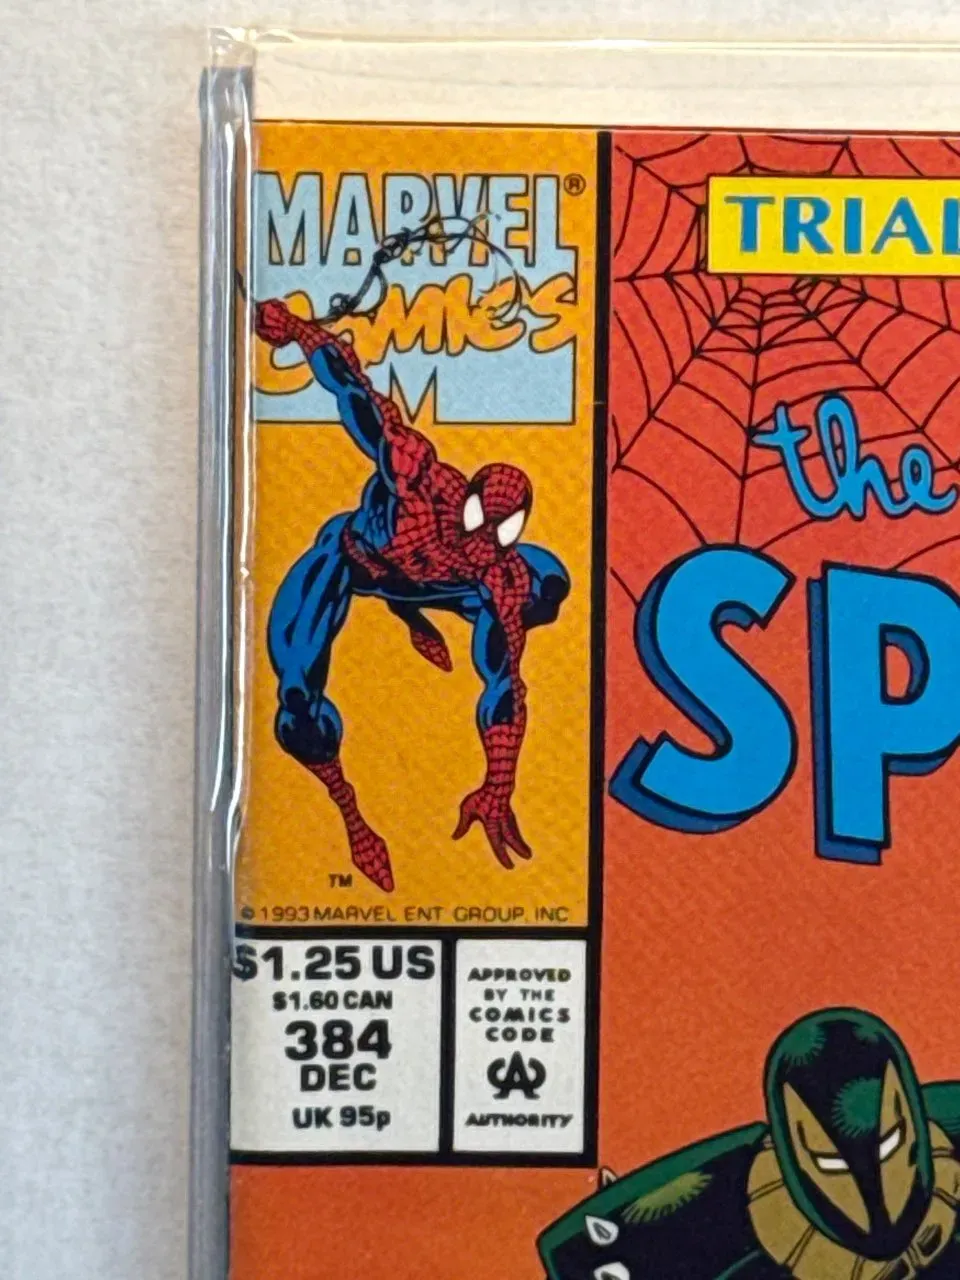 MARVEL®
COMICS
M
TRIAL
the
SP
TM
© 1993 MARVEL ENT GROUP, INC
$1.25 US
$1.60 CAN
384
DEC
UK 95p
APPROVED
BY THE
COMICS
CODE
CA
AUTHORITY